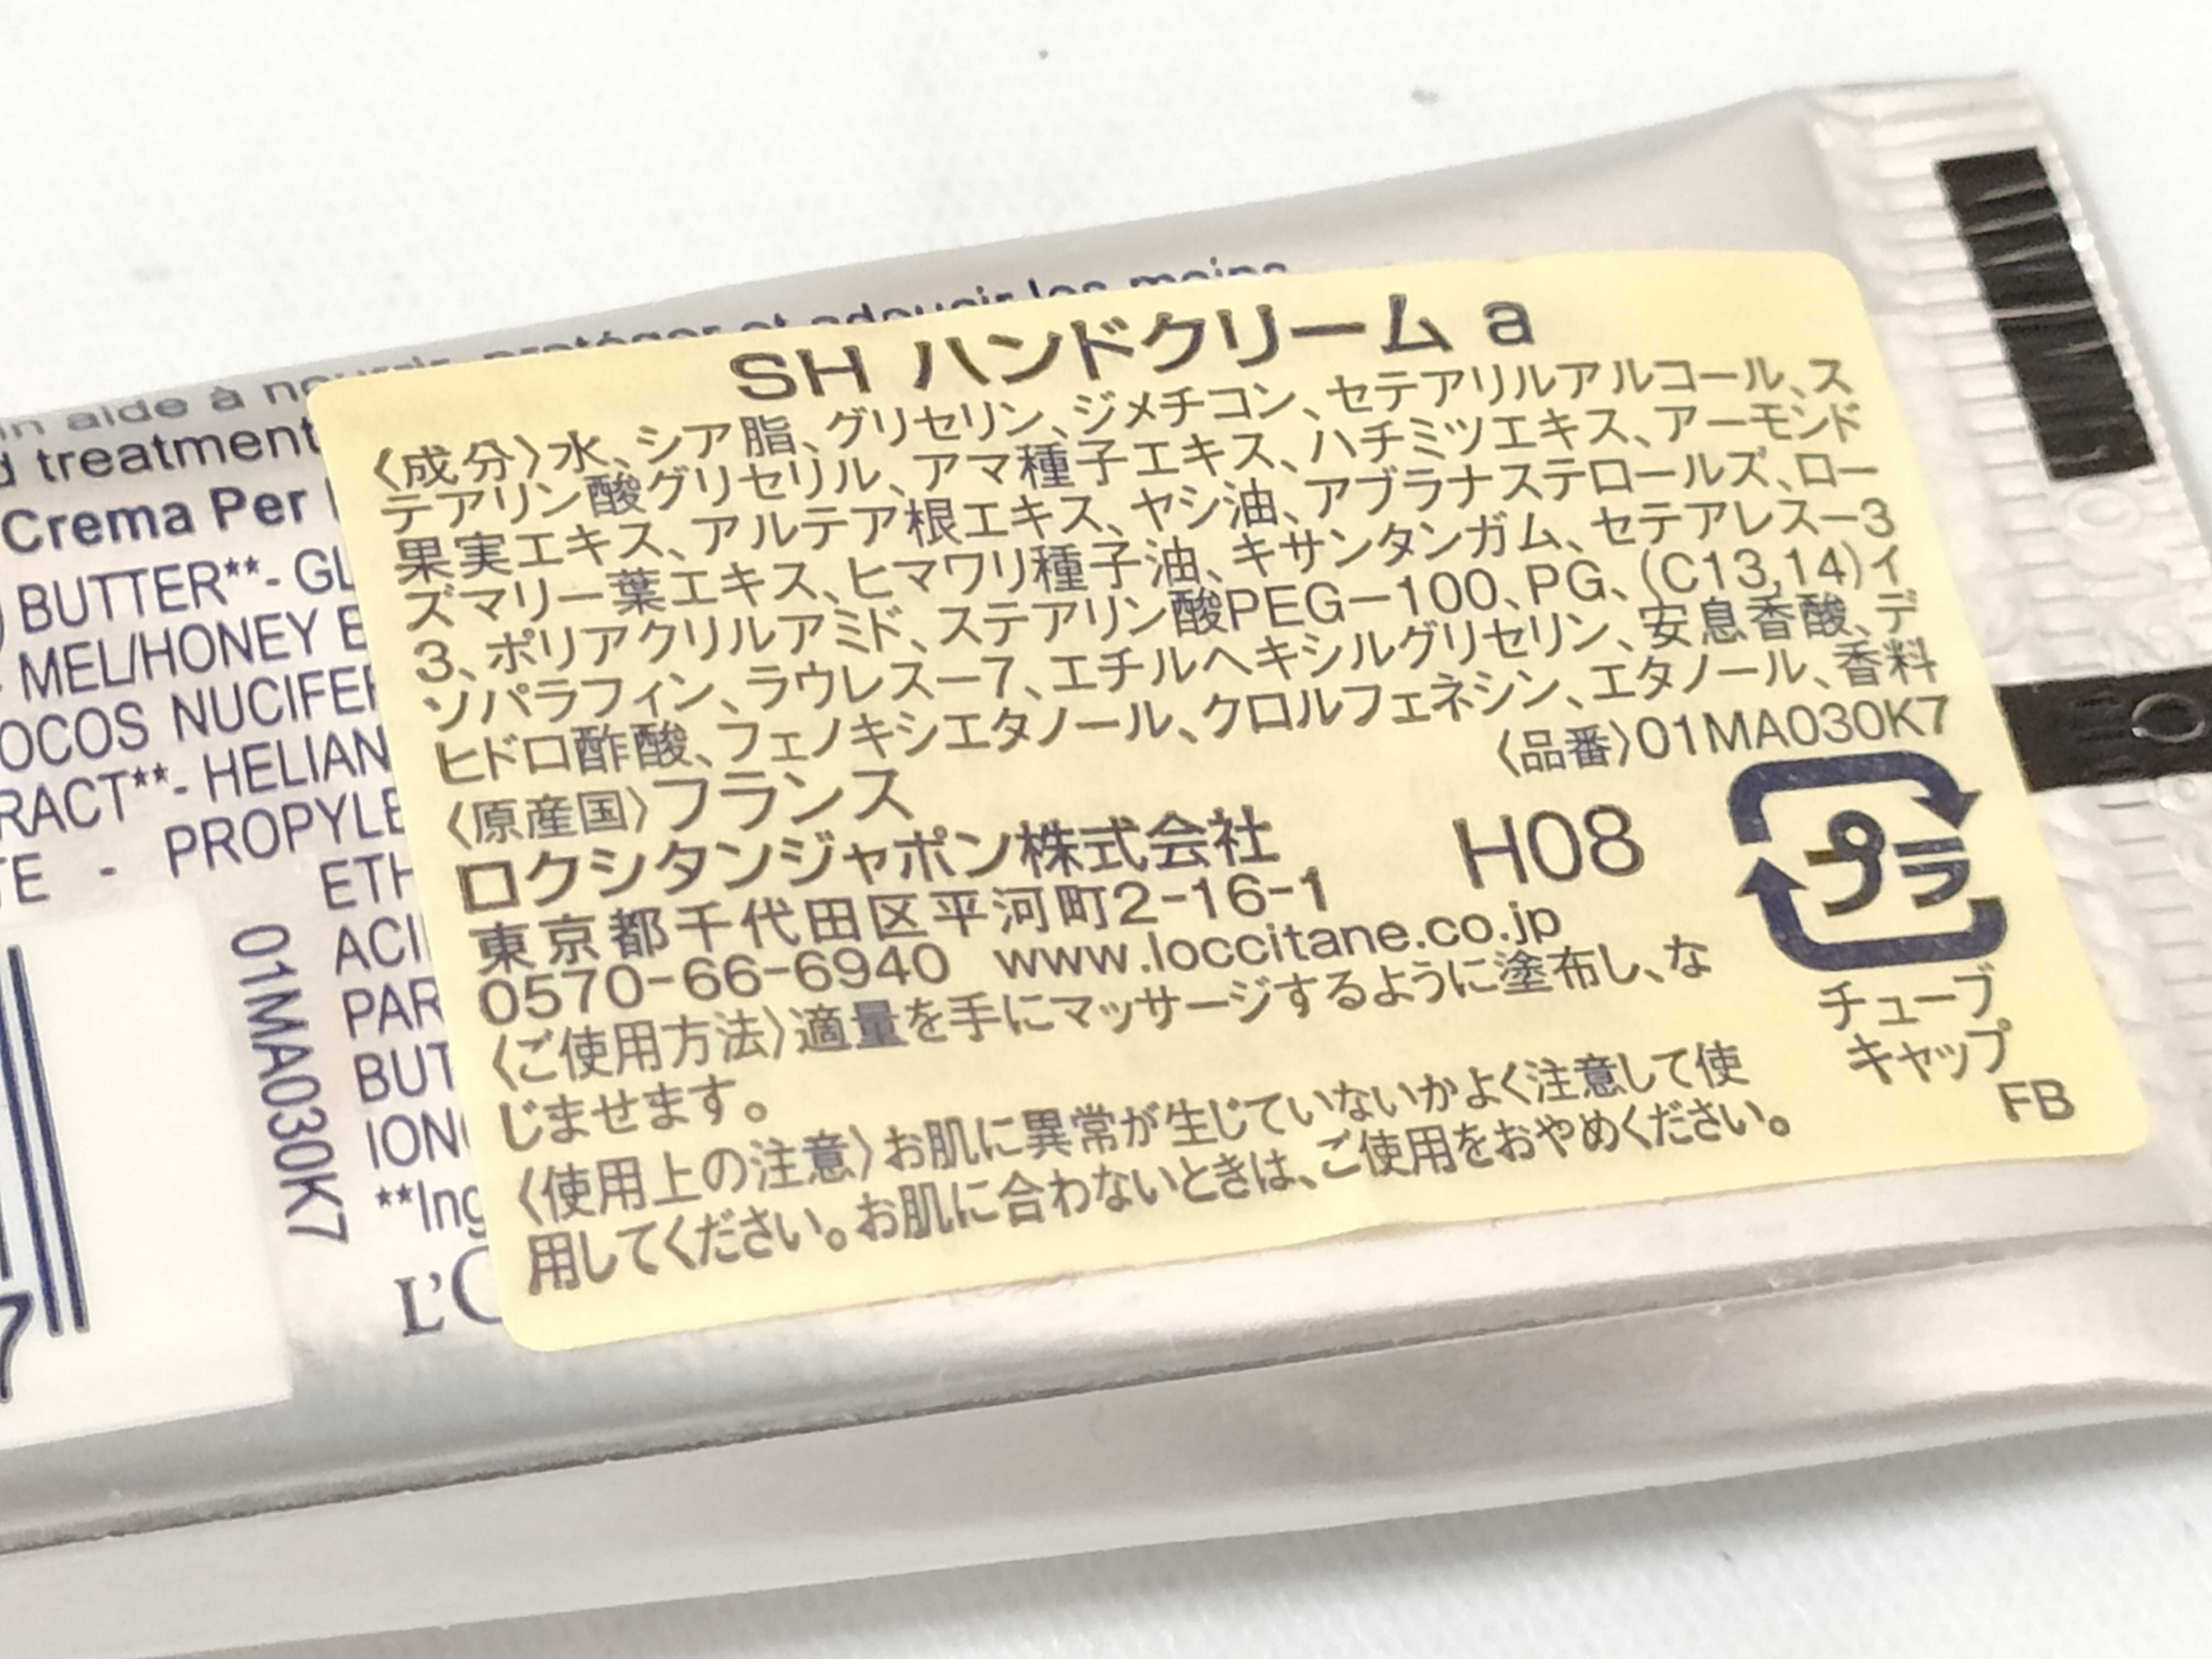 aide à nourrir, protéger et adoucir les mains
treatment
Crema Per
BUTTER**- GL
- MEL/HONEY E
OCOS NUCIFER
RACT**- HELIAN
TE - PROPYLE
ETH
ACI
PAR
BUT
ION
**Ing
L'O
01MA030K7
7
SH ハンドクリーム a
〈成分〉水、シア脂、グリセリン、ジメチコン、セテアリルアルコール、ス
テアリン酸グリセリル、アマ種子エキス、ハチミツエキス、アーモンド
果実エキス、アルテア根エキス、ヤシ油、アブラナステロールズ、ロー
ズマリー葉エキス、ヒマワリ種子油、キサンタンガム、セテアレス−3
3、ポリアクリルアミド、ステアリン酸PEG−100、PG、(C13,14)イ
ソパラフィン、ラウレス−7、エチルヘキシルグリセリン、安息香酸、デ
ヒドロ酢酸、フェノキシエタノール、クロルフェネシン、エタノール、香料
〈品番〉01MA030K7
〈原産国〉フランス
ロクシタンジャポン株式会社
H08
東京都千代田区平河町2-16-1
0570-66-6940 www.loccitane.co.jp
〈ご使用方法〉適量を手にマッサージするように塗布し、な
じませます。
〈使用上の注意〉お肌に異常が生じていないかよく注意して使
用してください。お肌に合わないときは、ご使用をおやめください。
プラ
チューブ
キャップ
FB